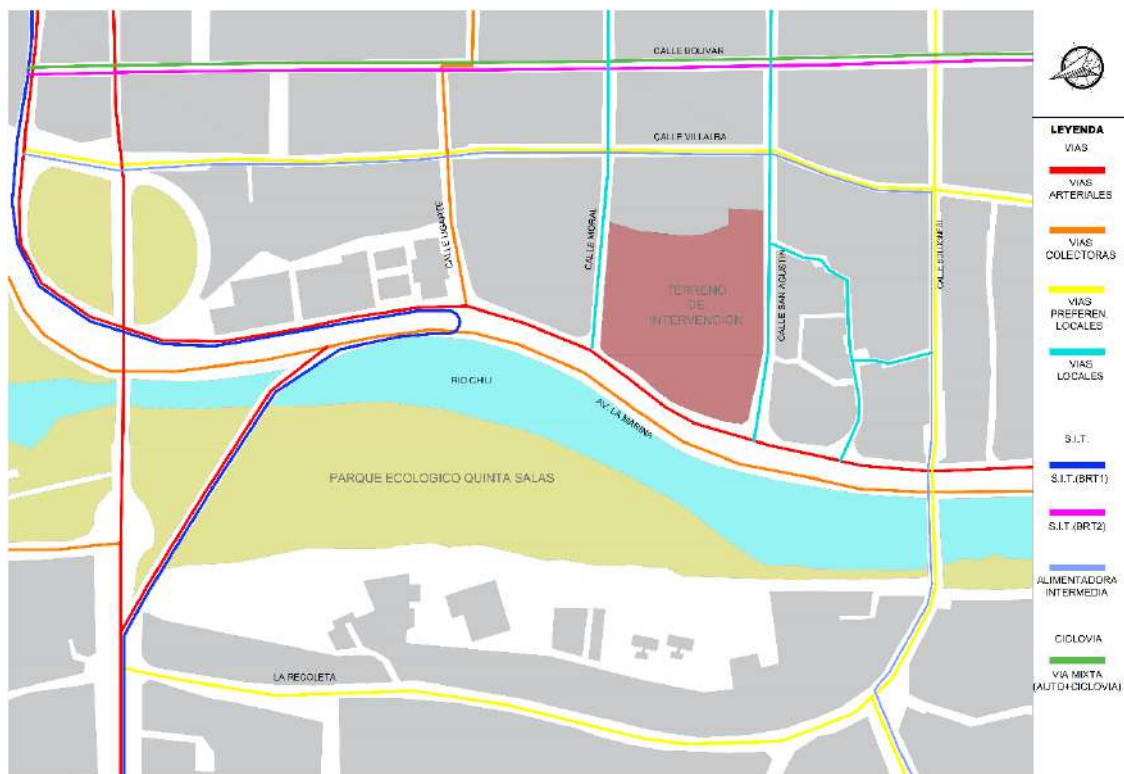 CALLE BOLIVAR
CALLE VILLALBA
CALLE UGARTE
CALLE MORAL
CALLE SAN AGUSTIN
CALLE BOLOGNESI
TERRENO
DE
INTERVENCION
RIO CHILI
AV. LA MARINA
PARQUE ECOLOGICO QUINTA SALAS
LA RECOLETA
LEYENDA
VIAS
VIAS
ARTERIALES
VIAS
COLECTORAS
VIAS
PREFEREN.
LOCALES
VIAS
LOCALES
S.I.T.
S.I.T.(BRT1)
S.I.T.(BRT2)
ALIMENTADORA
INTERMEDIA
CICLOVIA
VIA MIXTA
(AUTO+CICLOVIA)